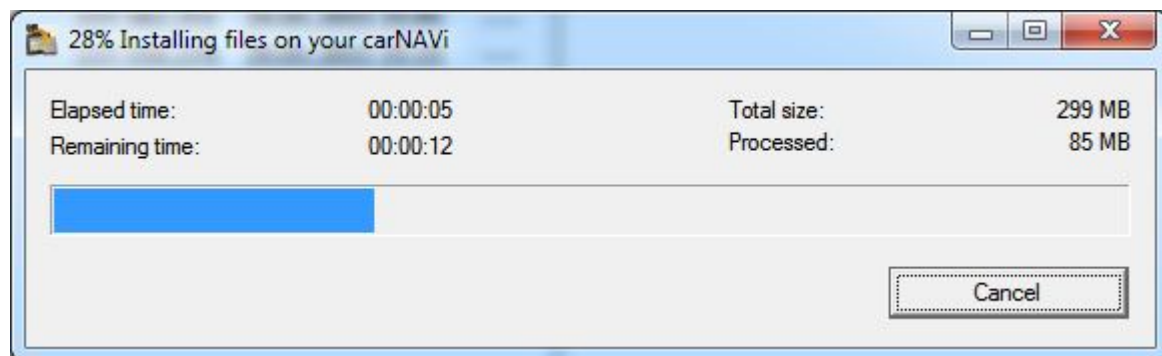 28% Installing files on your carNAVi
Elapsed time: 00:00:05 Total size: 299 MB
Remaining time: 00:00:12 Processed: 85 MB
Cancel